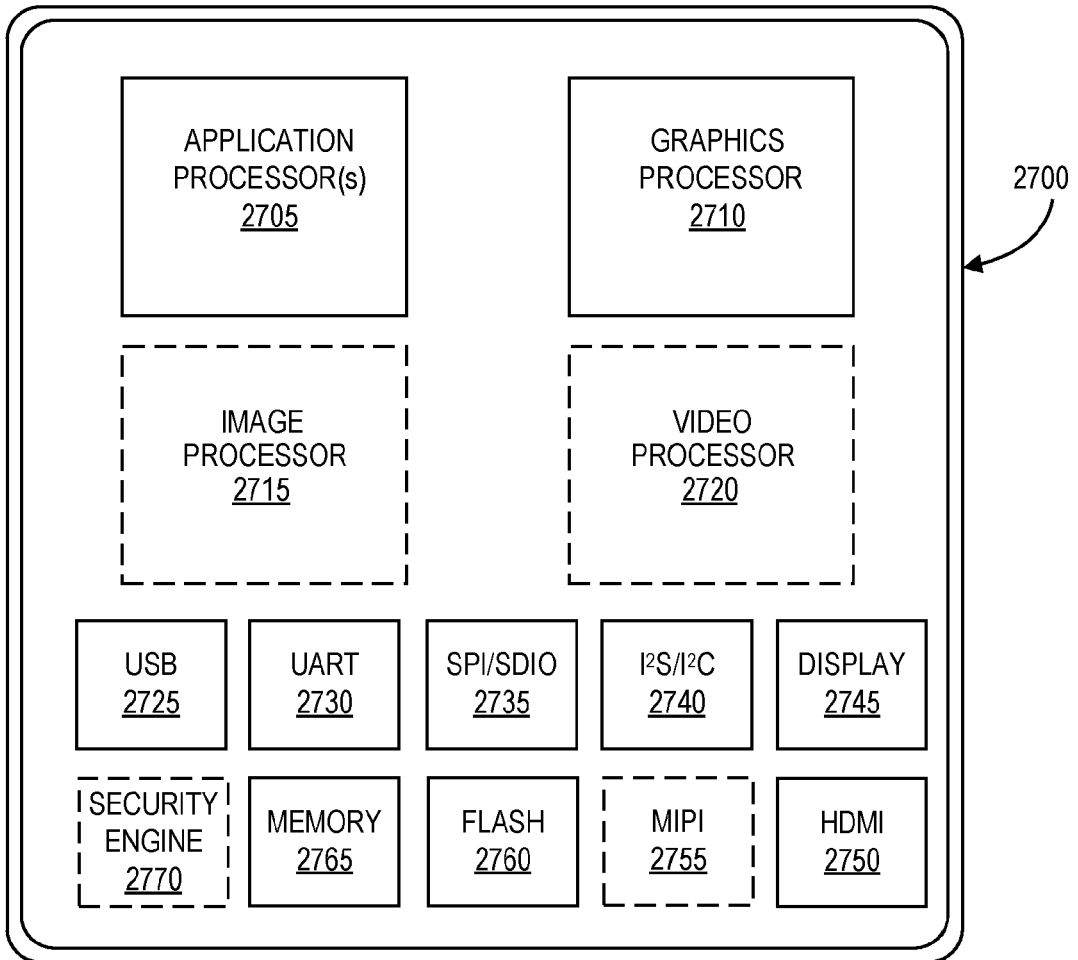 APPLICATION
PROCESSOR(s)
2705
GRAPHICS
PROCESSOR
2710
2700
IMAGE
PROCESSOR
2715
VIDEO
PROCESSOR
2720
USB
2725
UART
2730
SPI/SDIO
2735
I²S/I²C
2740
DISPLAY
2745
SECURITY
ENGINE
2770
MEMORY
2765
FLASH
2760
MIPI
2755
HDMI
2750